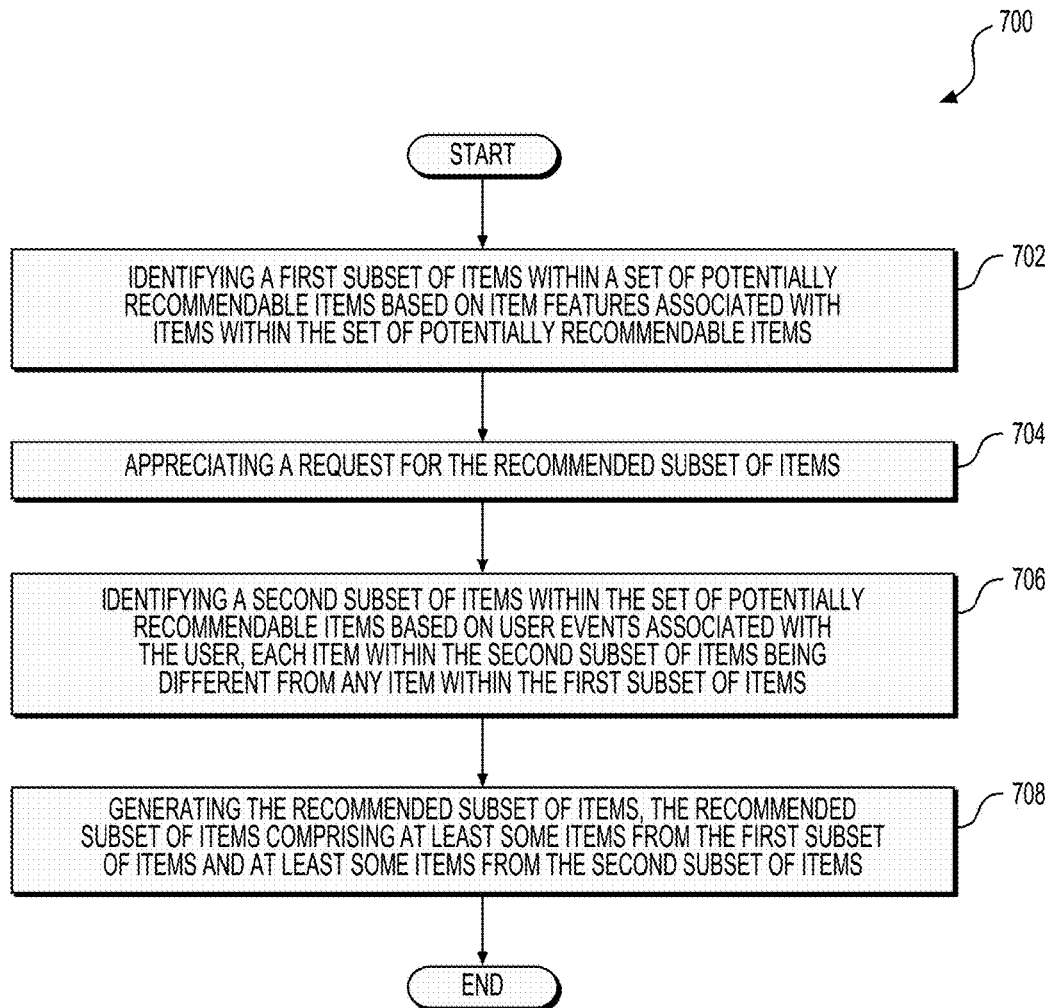 700
START
IDENTIFYING A FIRST SUBSET OF ITEMS WITHIN A SET OF POTENTIALLY
RECOMMENDABLE ITEMS BASED ON ITEM FEATURES ASSOCIATED WITH
ITEMS WITHIN THE SET OF POTENTIALLY RECOMMENDABLE ITEMS
702
APPRECIATING A REQUEST FOR THE RECOMMENDED SUBSET OF ITEMS
704
IDENTIFYING A SECOND SUBSET OF ITEMS WITHIN THE SET OF POTENTIALLY
RECOMMENDABLE ITEMS BASED ON USER EVENTS ASSOCIATED WITH
THE USER, EACH ITEM WITHIN THE SECOND SUBSET OF ITEMS BEING
DIFFERENT FROM ANY ITEM WITHIN THE FIRST SUBSET OF ITEMS
706
GENERATING THE RECOMMENDED SUBSET OF ITEMS, THE RECOMMENDED
SUBSET OF ITEMS COMPRISING AT LEAST SOME ITEMS FROM THE FIRST SUBSET
OF ITEMS AND AT LEAST SOME ITEMS FROM THE SECOND SUBSET OF ITEMS
708
END